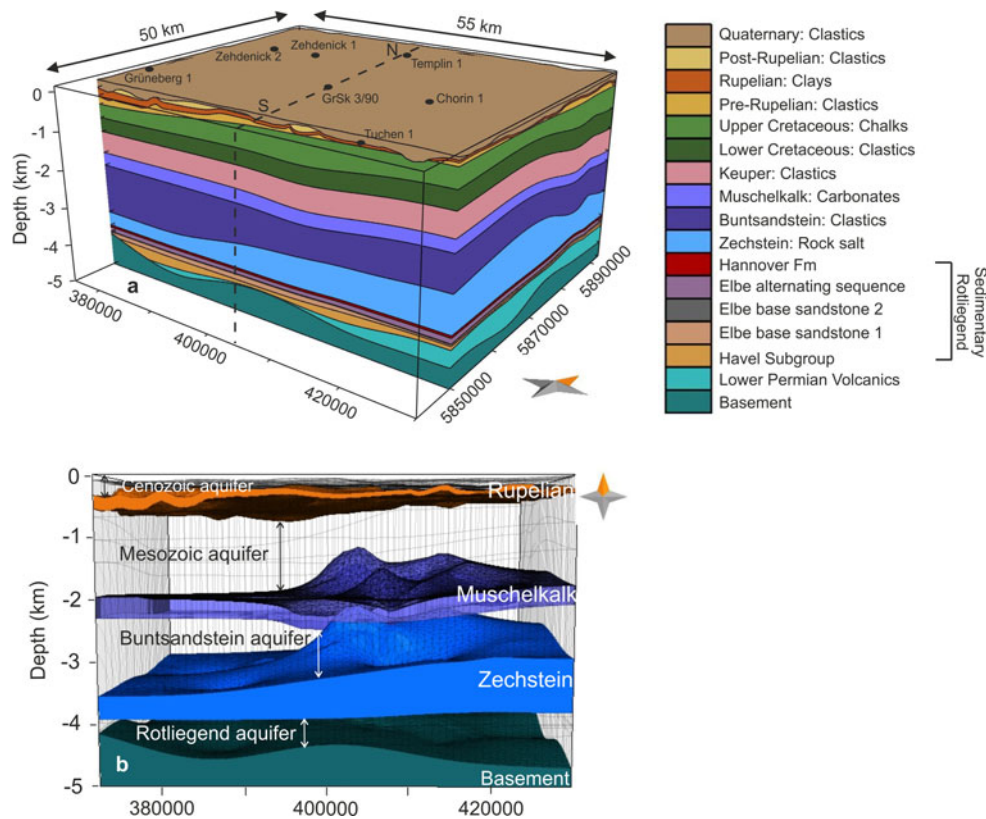 50 km
55 km
Zehdenick 1
N
Zehdenick 2
Templin 1
Grüneberg 1
GrSk 3/90
Chorin 1
S
Tuchen 1
Depth (km)
0
-1
-2
-3
-4
-5
a
380000
400000
420000
5850000
5870000
5890000
Quaternary: Clastics
Post-Rupelian: Clastics
Rupelian: Clays
Pre-Rupelian: Clastics
Upper Cretaceous: Chalks
Lower Cretaceous: Clastics
Keuper: Clastics
Muschelkalk: Carbonates
Buntsandstein: Clastics
Zechstein: Rock salt
Hannover Fm
Elbe alternating sequence
Elbe base sandstone 2
Elbe base sandstone 1
Havel Subgroup
Lower Permian Volcanics
Basement
Sedimentary
Rotliegend
Depth (km)
0
-1
-2
-3
-4
-5
Cenozoic aquifer
Rupelian
Mesozoic aquifer
Muschelkalk
Buntsandstein aquifer
Zechstein
Rotliegend aquifer
b
Basement
380000
400000
420000